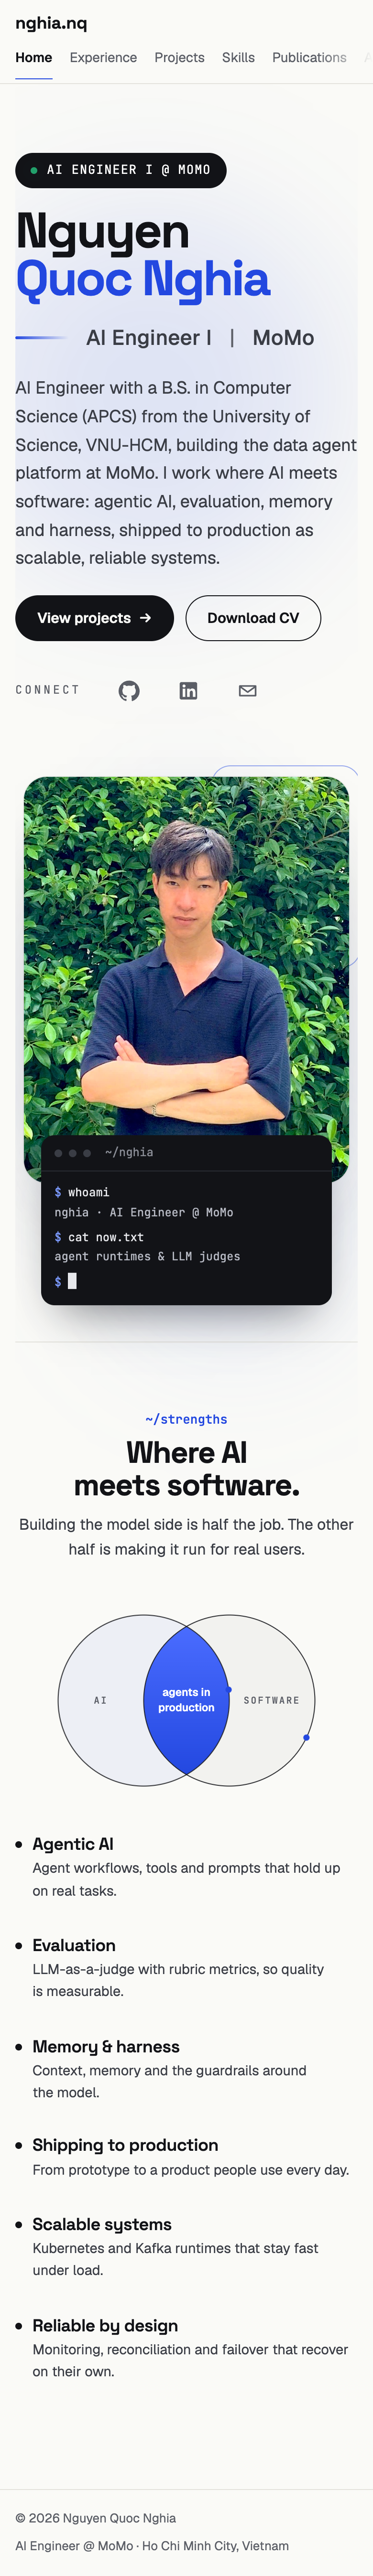 nghia.nq
Home Experience Projects Skills Publications
AI ENGINEER I @ MOMO
Nguyen
Quoc Nghia
AI Engineer I | MoMo
AI Engineer with a B.S. in Computer
Science (APCS) from the University of
Science, VNU-HCM, building the data agent
platform at MoMo. I work where AI meets
software: agentic AI, evaluation, memory
and harness, shipped to production as
scalable, reliable systems.
View projects →
Download CV
CONNECT
~/nghia
$ whoami
nghia · AI Engineer @ MoMo
$ cat now.txt
agent runtimes & LLM judges
$
~/strengths
Where AI
meets software.
Building the model side is half the job. The other
half is making it run for real users.
AI
agents in
production
SOFTWARE
Agentic AI
Agent workflows, tools and prompts that hold up
on real tasks.
Evaluation
LLM-as-a-judge with rubric metrics, so quality
is measurable.
Memory & harness
Context, memory and the guardrails around
the model.
Shipping to production
From prototype to a product people use every day.
Scalable systems
Kubernetes and Kafka runtimes that stay fast
under load.
Reliable by design
Monitoring, reconciliation and failover that recover
on their own.
© 2026 Nguyen Quoc Nghia
AI Engineer @ MoMo · Ho Chi Minh City, Vietnam